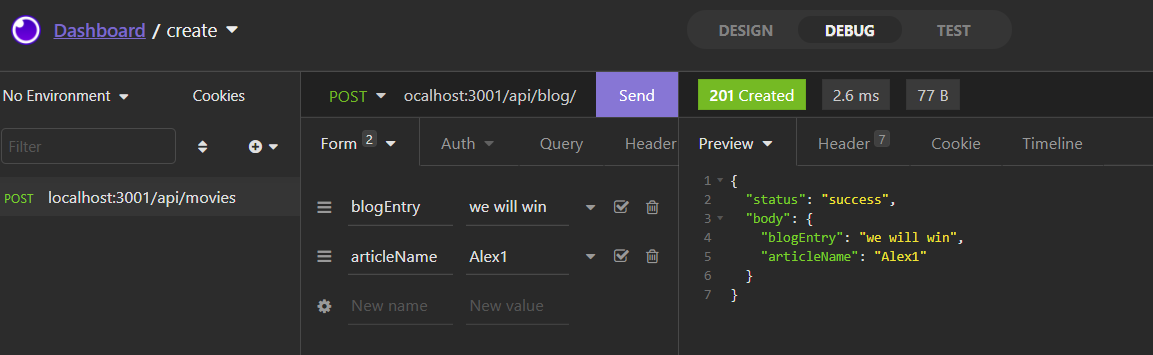 Dashboard / create
DESIGN DEBUG TEST
No Environment Cookies
Filter
POST localhost:3001/api/movies
POST ocalhost:3001/api/blog/ Send
Form 2 Auth Query Header
blogEntry we will win
articleName Alex1
New name New value
201 Created 2.6 ms 77 B
Preview Header 7 Cookie Timeline
1 {
2 "status": "success",
3 "body": {
4 "blogEntry": "we will win",
5 "articleName": "Alex1"
6 }
7 }